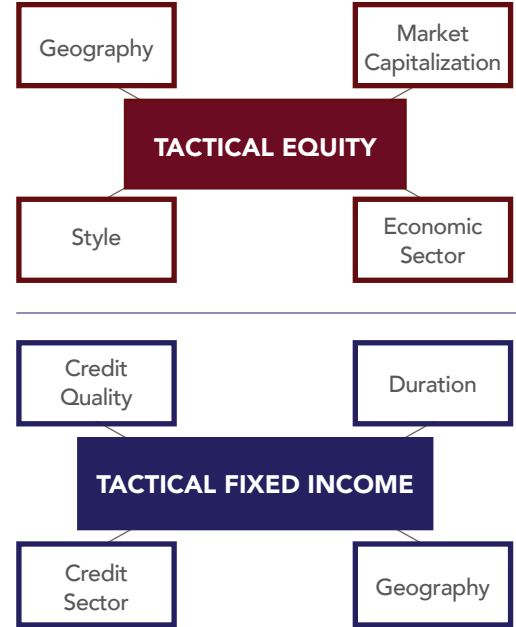 Geography
Market
Capitalization
TACTICAL EQUITY
Style
Economic
Sector
Credit
Quality
Duration
TACTICAL FIXED INCOME
Credit
Sector
Geography